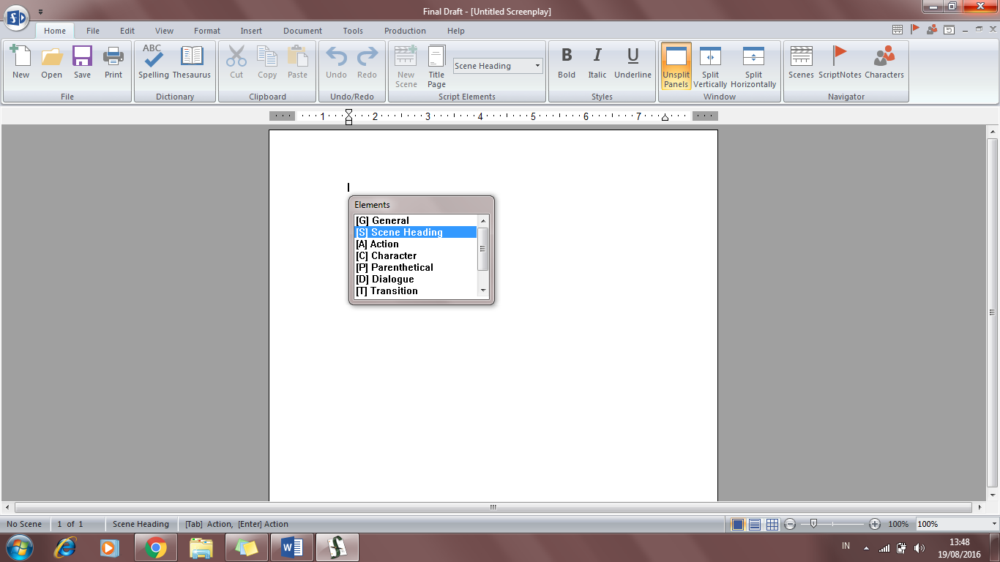 Final Draft - [Untitled Screenplay]
Home File Edit View Format Insert Document Tools Production Help
New Open Save Print
File
ABC
Spelling Thesaurus
Dictionary
Cut Copy Paste
Clipboard
Undo Redo
Undo/Redo
New Scene
Title Page
Scene Heading
Script Elements
B I U
Bold Italic Underline
Styles
Unsplit Panels
Split Vertically
Split Horizontally
Window
Scenes ScriptNotes Characters
Navigator
1 2 3 4 5 6 7
Elements
[G] General
[S] Scene Heading
[A] Action
[C] Character
[P] Parenthetical
[D] Dialogue
[T] Transition
No Scene 1 of 1 Scene Heading [Tab] Action, [Enter] Action 100% 100%
IN 13:48
19/08/2016